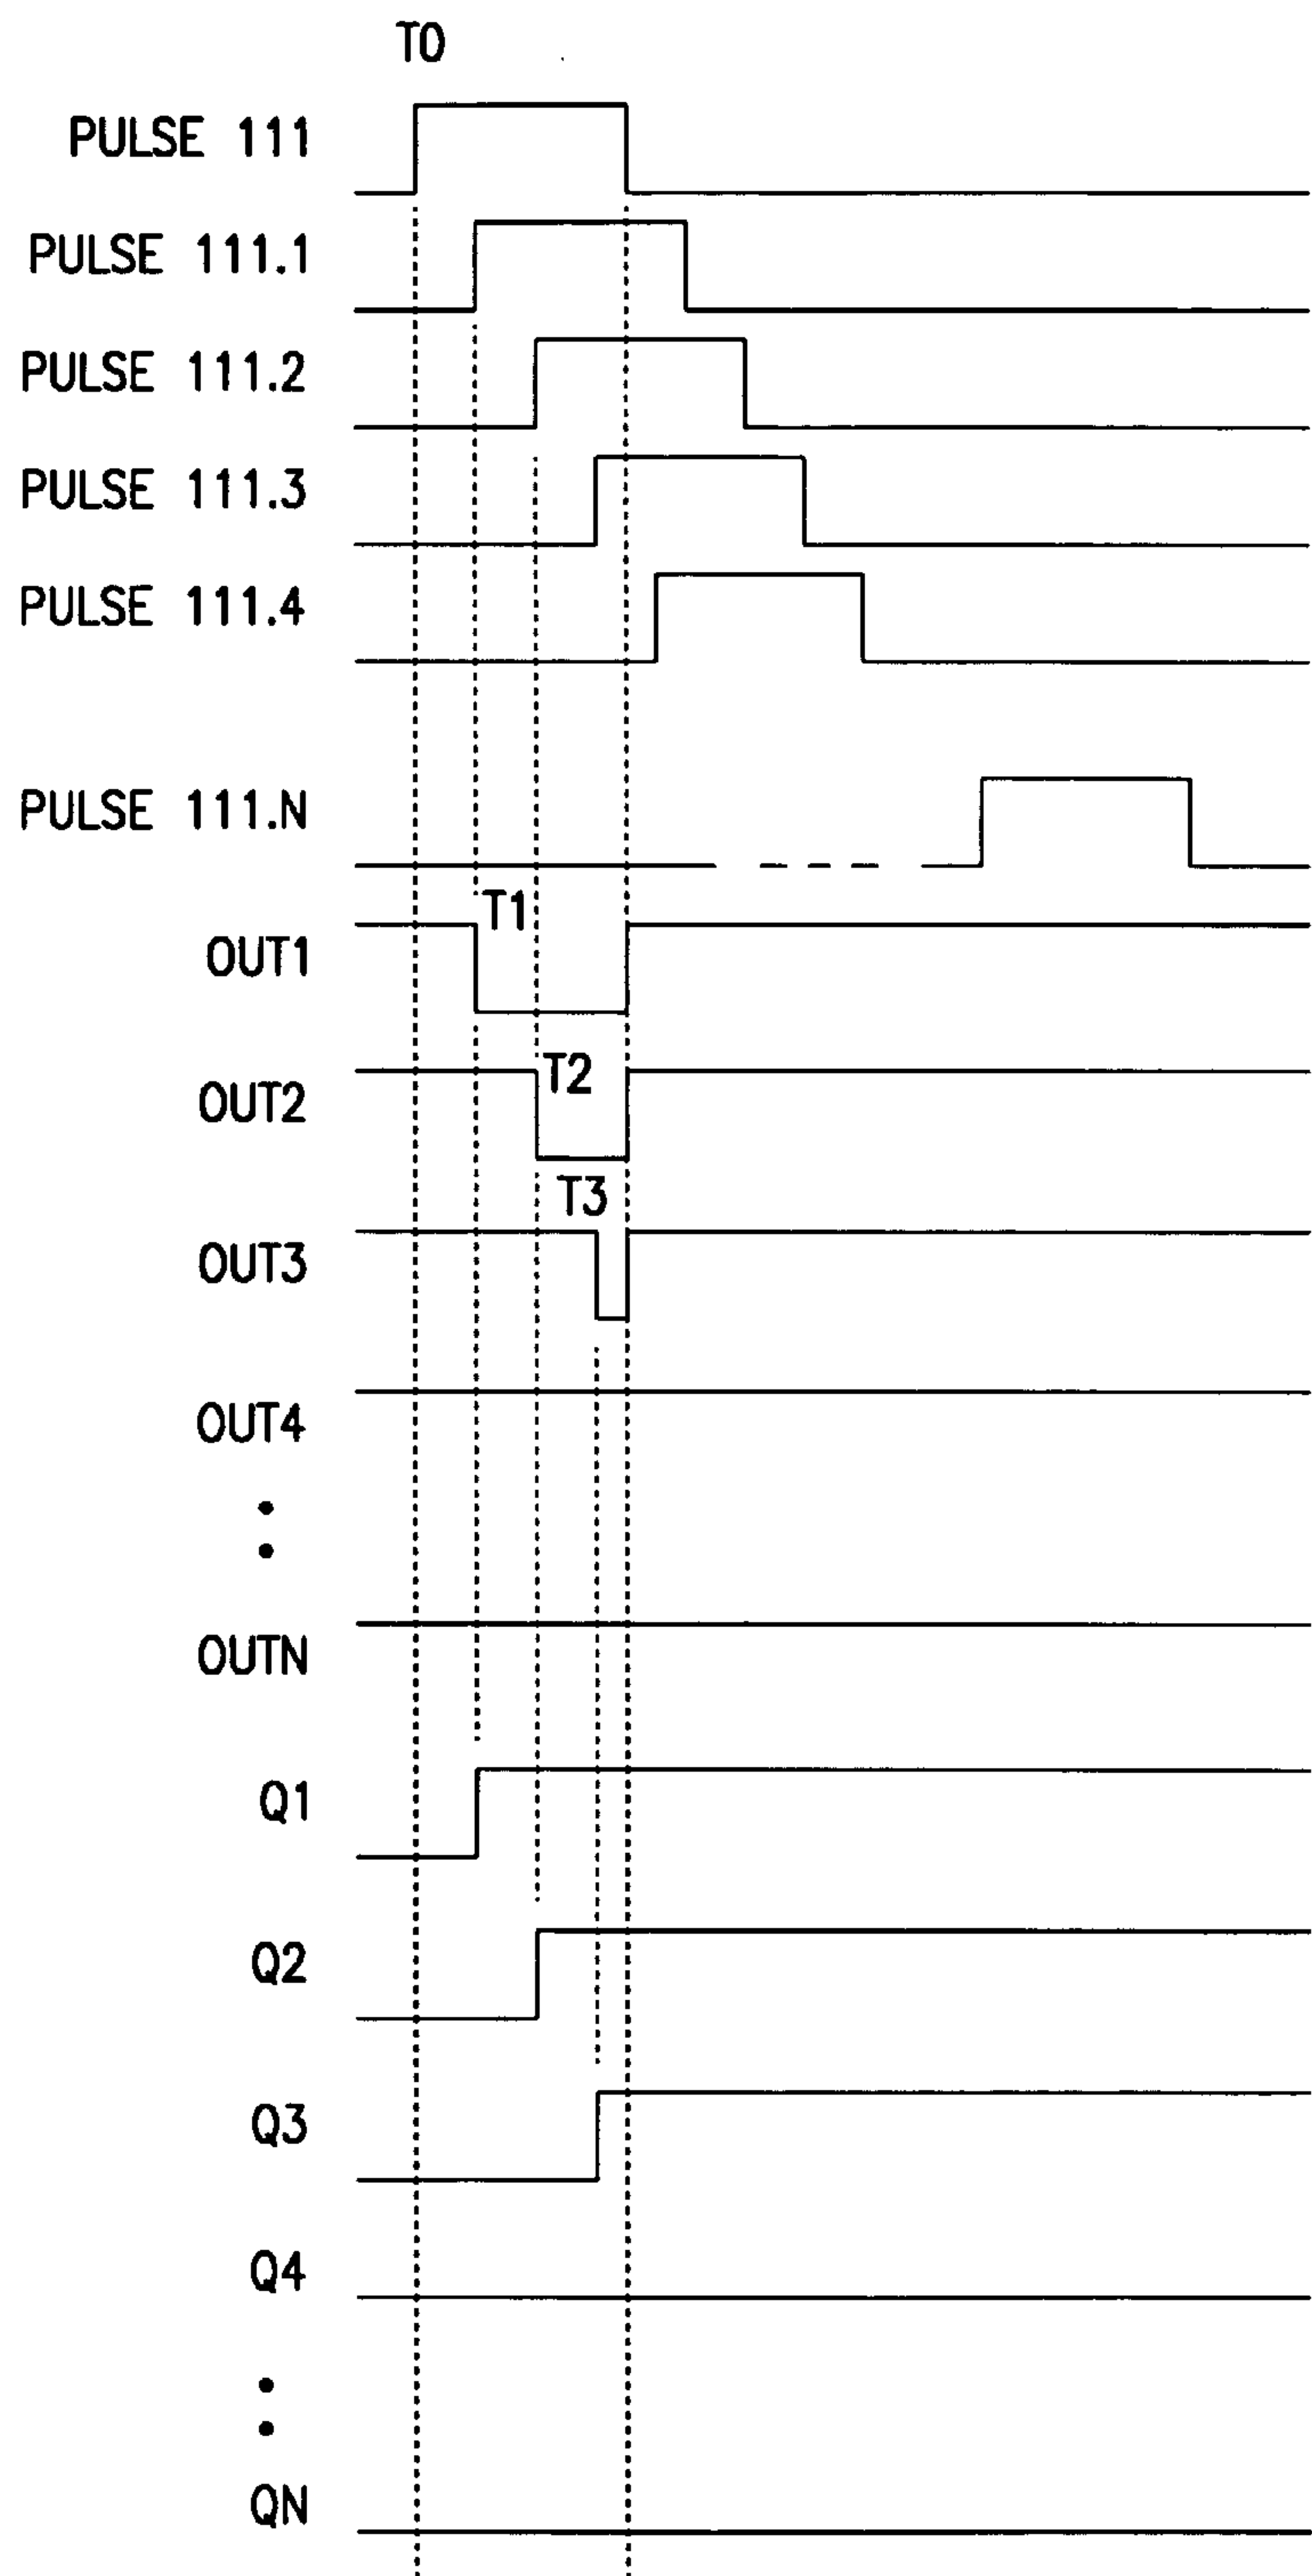 T0
PULSE 111
PULSE 111.1
PULSE 111.2
PULSE 111.3
PULSE 111.4
PULSE 111.N
T1
OUT1
T2
OUT2
T3
OUT3
OUT4
OUTN
Q1
Q2
Q3
Q4
QN